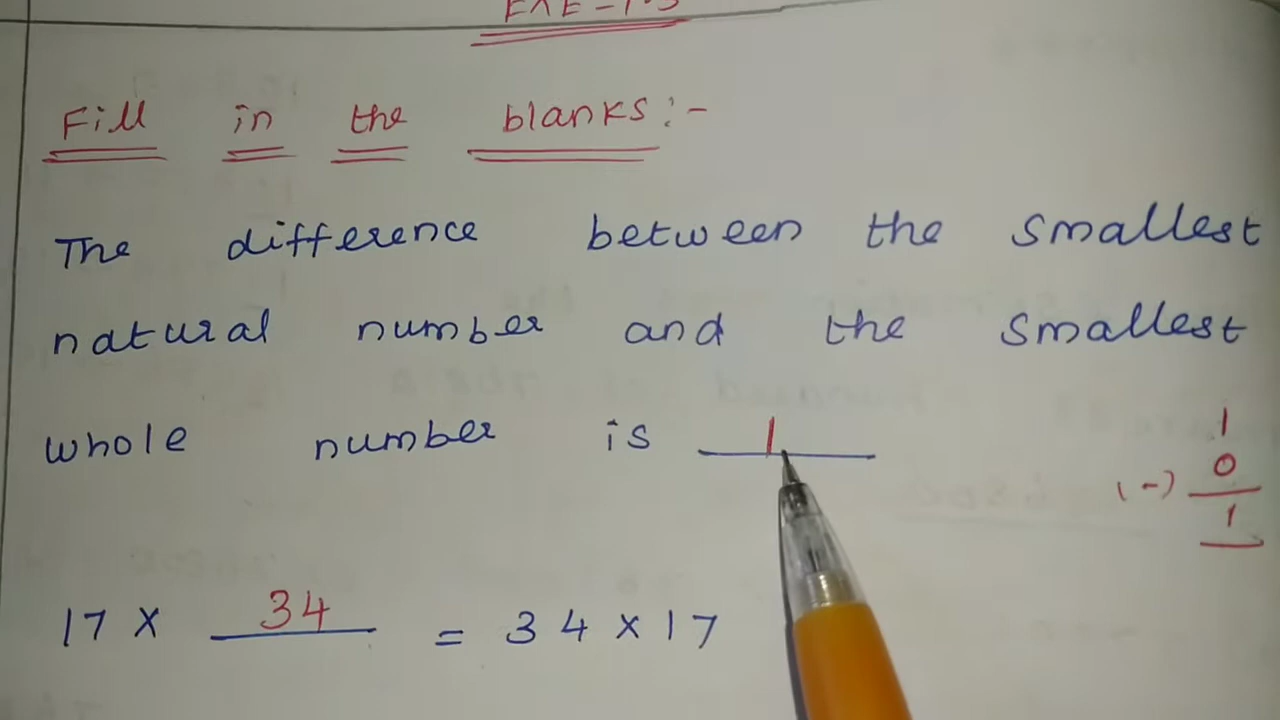 Fill in the blanks :-
The difference between the smallest
natural number and the smallest
whole number is 1
1
(-) 0
1
17 x 34 = 34 x 17